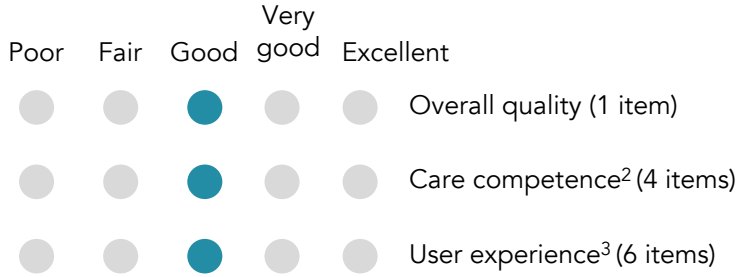 Poor Fair Good Very good Excellent
Overall quality (1 item)
Care competence² (4 items)
User experience³ (6 items)